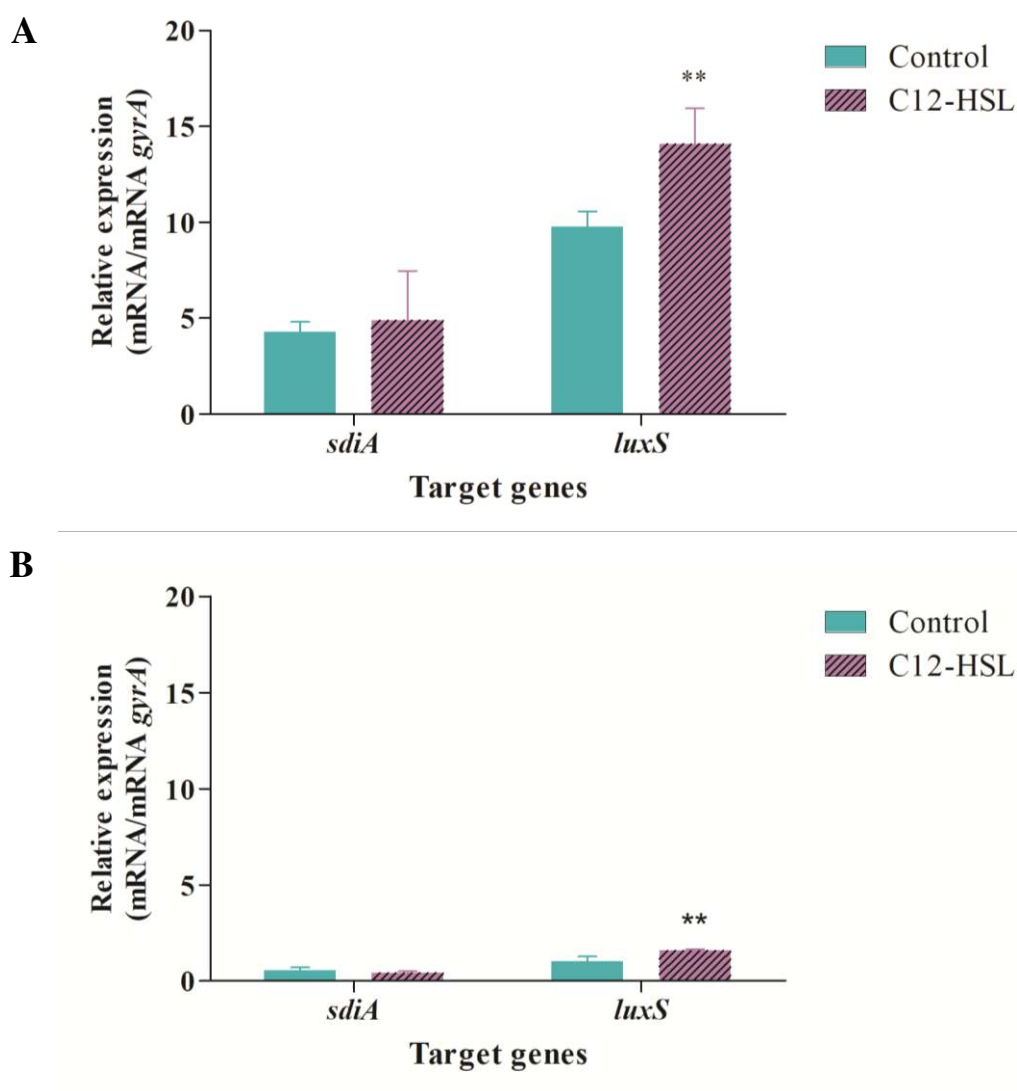 A
20
15
10
5
0
Relative expression
(mRNA/mRNA gyrA)
**
Control
C12-HSL
sdiA
luxS
Target genes
B
20
15
10
5
0
Relative expression
(mRNA/mRNA gyrA)
**
Control
C12-HSL
sdiA
luxS
Target genes